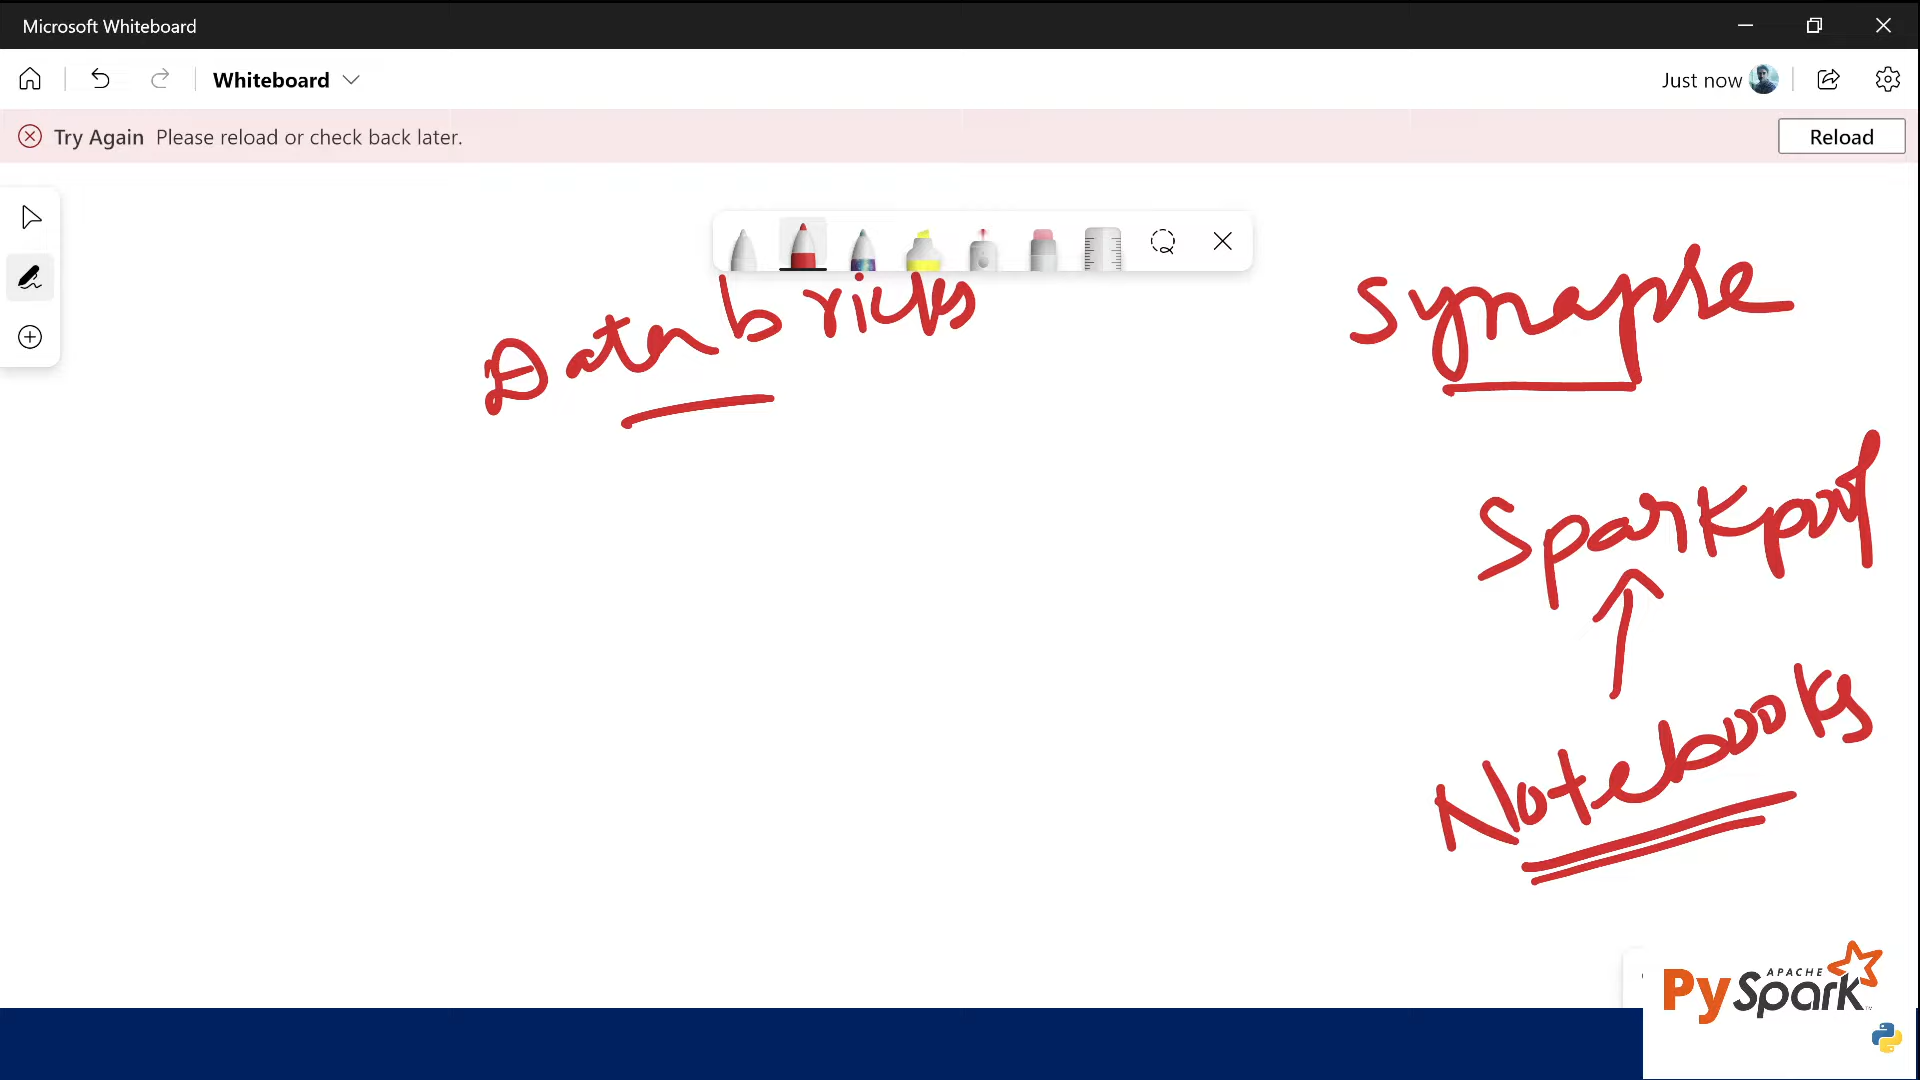 Microsoft Whiteboard
Whiteboard
Just now
Try Again Please reload or check back later.
Reload
Databricks
Synapse
Sparkpool
Notebooks
APACHE
PySpark